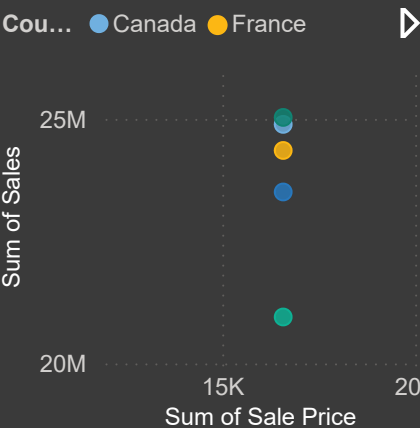 Cou... Canada France
25M
Sum of Sales
20M
15K 20
Sum of Sale Price